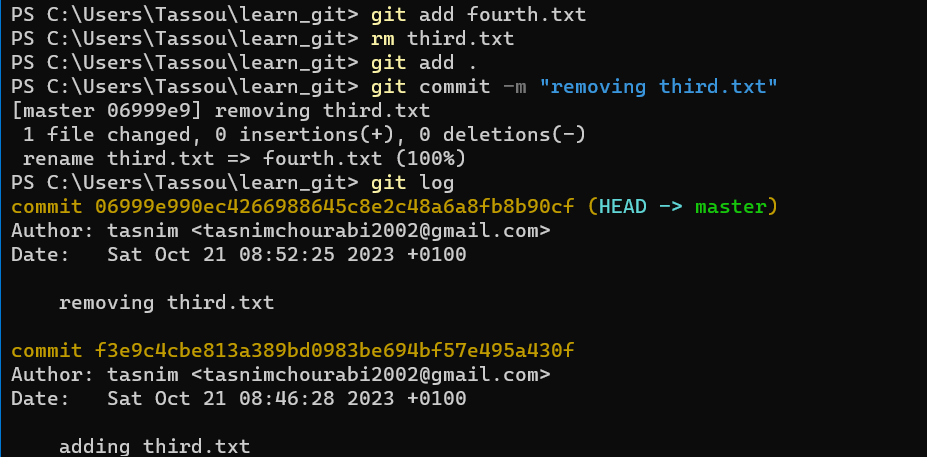 PS C:\Users\Tassou\learn_git> git add fourth.txt
PS C:\Users\Tassou\learn_git> rm third.txt
PS C:\Users\Tassou\learn_git> git add .
PS C:\Users\Tassou\learn_git> git commit -m "removing third.txt"
[master 06999e9] removing third.txt
 1 file changed, 0 insertions(+), 0 deletions(-)
 rename third.txt => fourth.txt (100%)
PS C:\Users\Tassou\learn_git> git log
commit 06999e990ec4266988645c8e2c48a6a8fb8b90cf (HEAD -> master)
Author: tasnim <tasnimchourabi2002@gmail.com>
Date:   Sat Oct 21 08:52:25 2023 +0100
    removing third.txt
commit f3e9c4cbe813a389bd0983be694bf57e495a430f
Author: tasnim <tasnimchourabi2002@gmail.com>
Date:   Sat Oct 21 08:46:28 2023 +0100
    adding third.txt